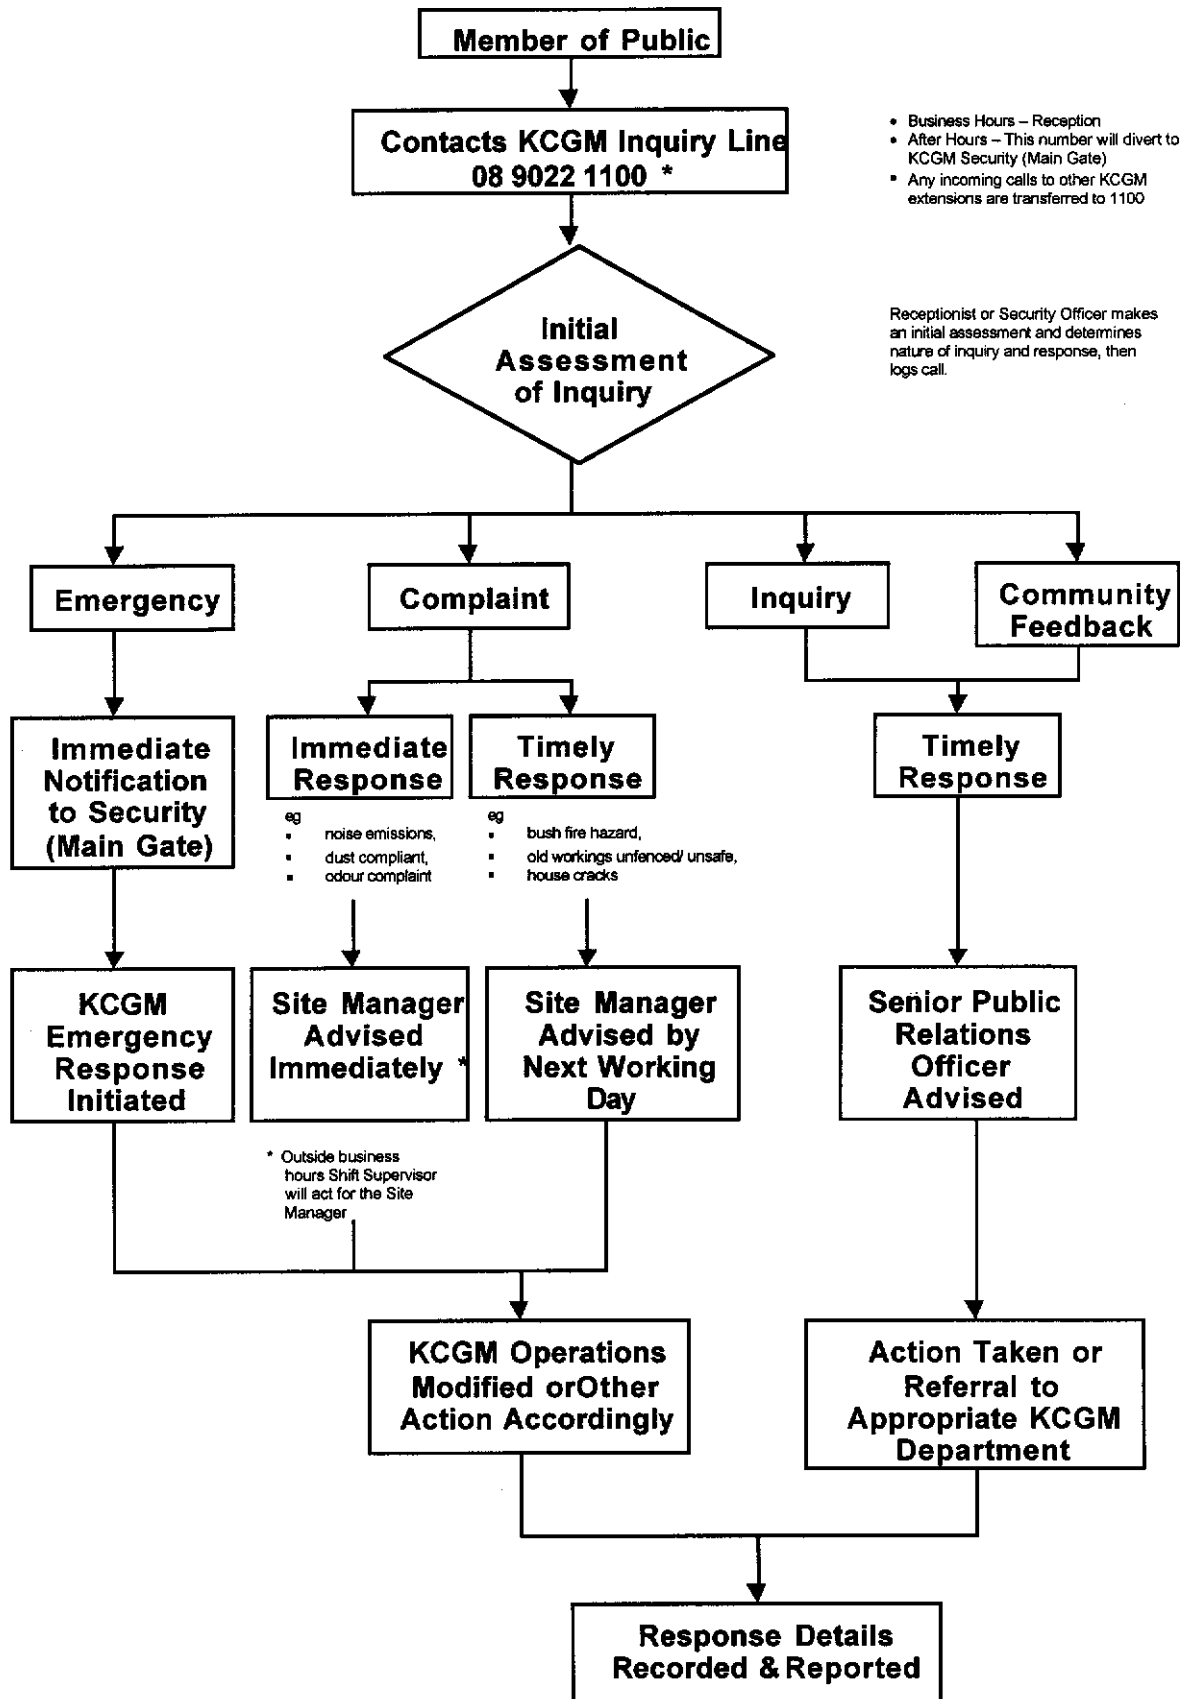 Member of Public
Contacts KCGM Inquiry Line
08 9022 1100 *
• Business Hours – Reception
• After Hours – This number will divert to
KCGM Security (Main Gate)
▪ Any incoming calls to other KCGM
extensions are transferred to 1100
Initial
Assessment
of Inquiry
Receptionist or Security Officer makes
an initial assessment and determines
nature of inquiry and response, then
logs call.
Emergency
Complaint
Inquiry
Community
Feedback
Immediate
Notification
to Security
(Main Gate)
Immediate
Response
eg
▪ noise emissions,
▪ dust compliant,
▪ odour complaint
Timely
Response
eg
▪ bush fire hazard,
▪ old workings unfenced/ unsafe,
▪ house cracks
Timely
Response
KCGM
Emergency
Response
Initiated
Site Manager
Advised
Immediately *
Site Manager
Advised by
Next Working
Day
Senior Public
Relations
Officer
Advised
* Outside business
hours Shift Supervisor
will act for the Site
Manager
KCGM Operations
Modified orOther
Action Accordingly
Action Taken or
Referral to
Appropriate KCGM
Department
Response Details
Recorded & Reported